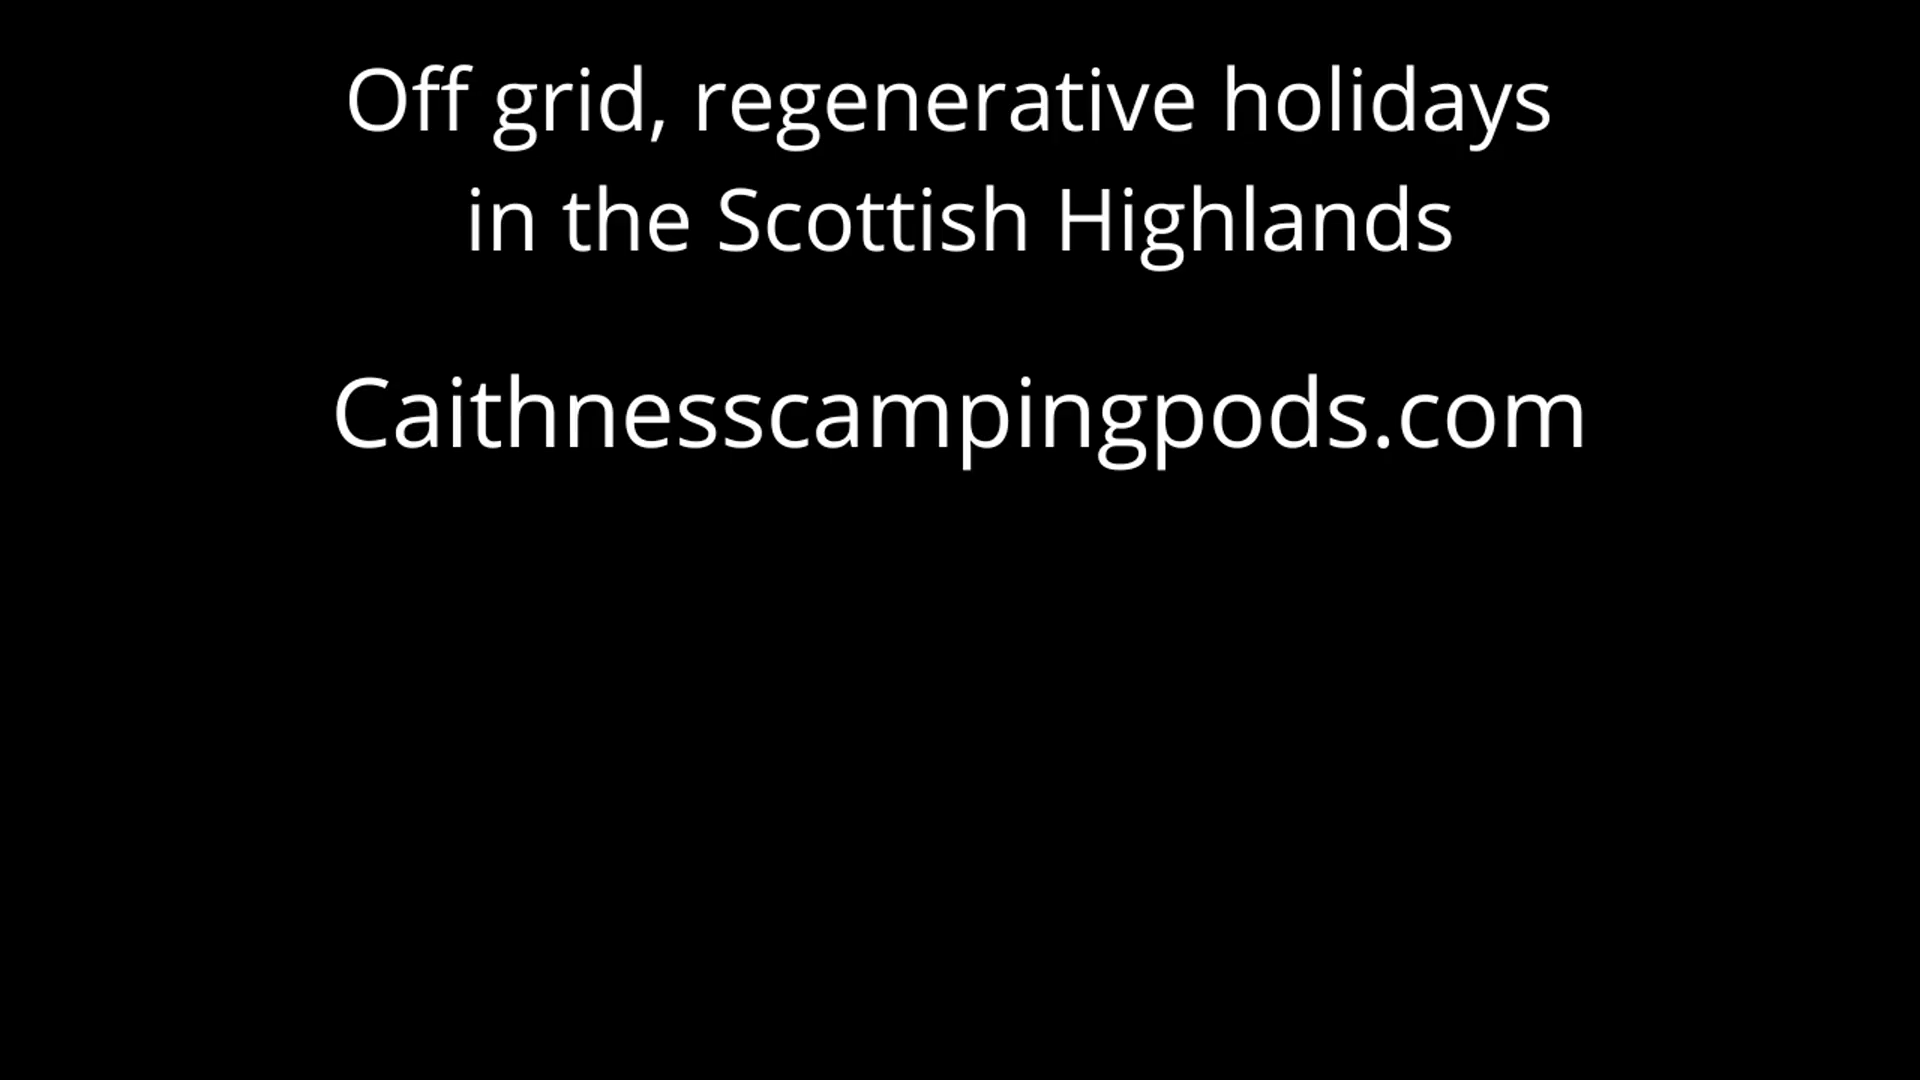 Off grid, regenerative holidays
in the Scottish Highlands
Caithnesscampingpods.com